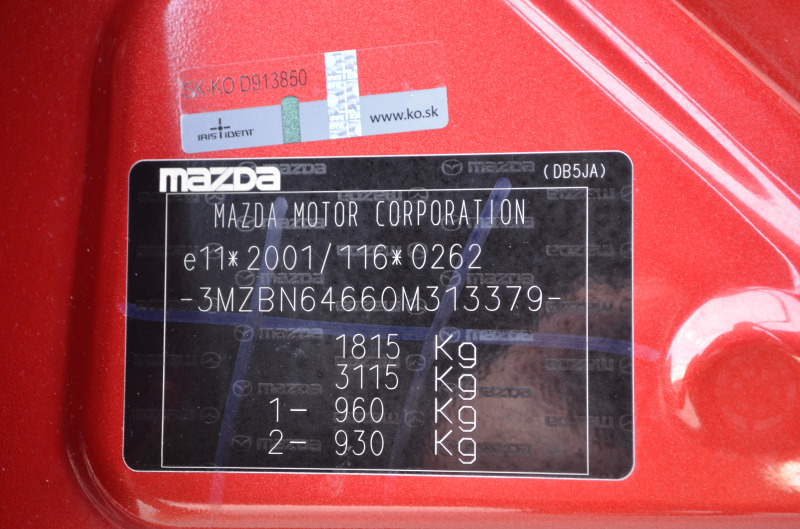 SK-KO D913850
IRIS IDENT
www.ko.sk
mazda
(DB5JA)
MAZDA MOTOR CORPORATION
e11*2001/116*0262
-3MZBN64660M313379-
1815 Kg
3115 Kg
1- 960 Kg
2- 930 Kg